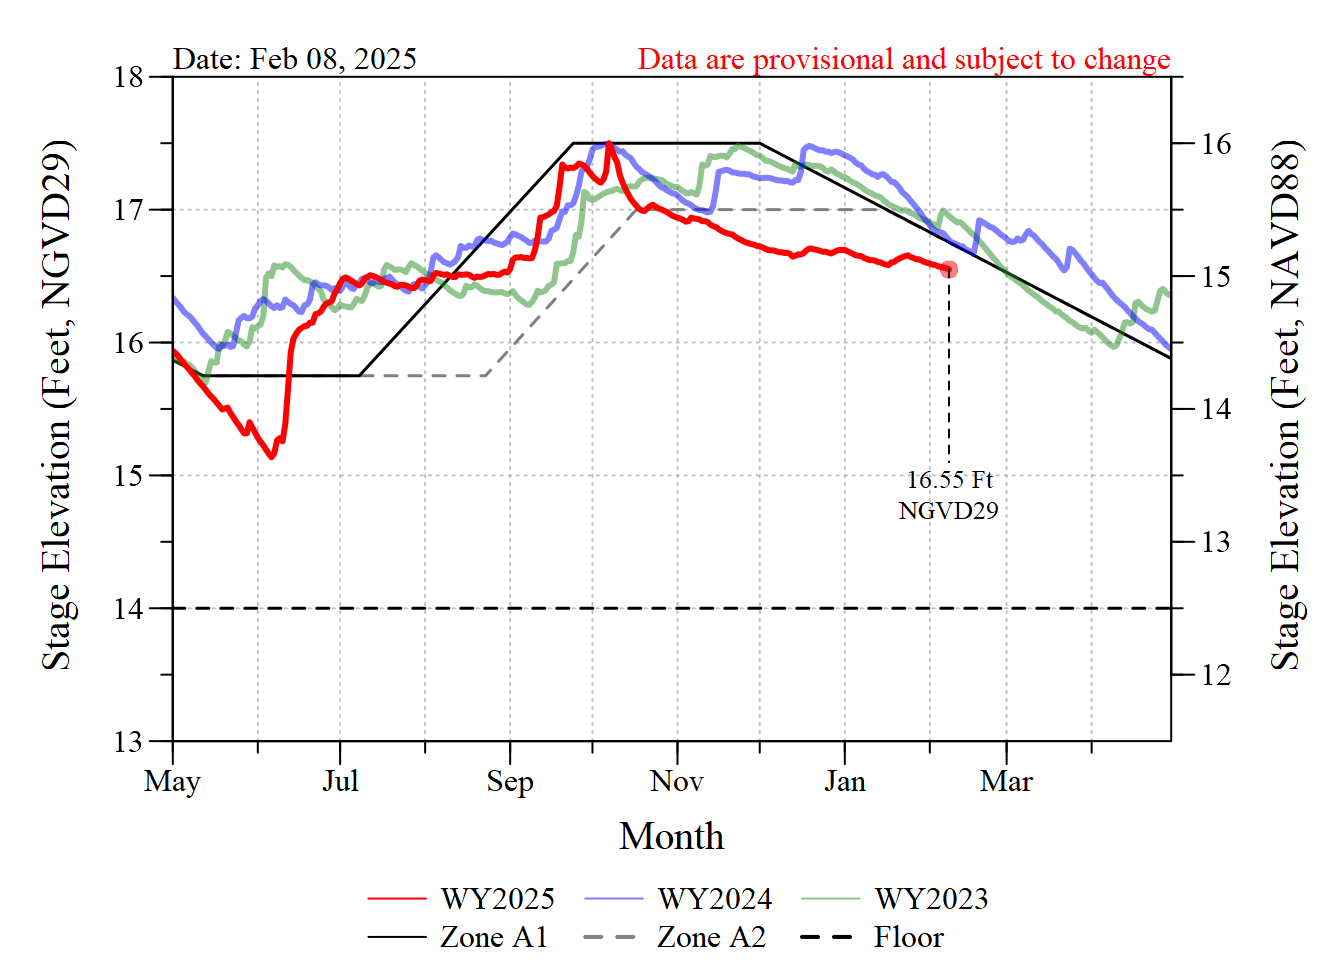 Date: Feb 08, 2025
Data are provisional and subject to change
Stage Elevation (Feet, NGVD29)
18
17
16
15
14
13
16
15
14
13
12
Stage Elevation (Feet, NAVD88)
16.55 Ft
NGVD29
May Jul Sep Nov Jan Mar
Month
WY2025 WY2024 WY2023
Zone A1 Zone A2 Floor